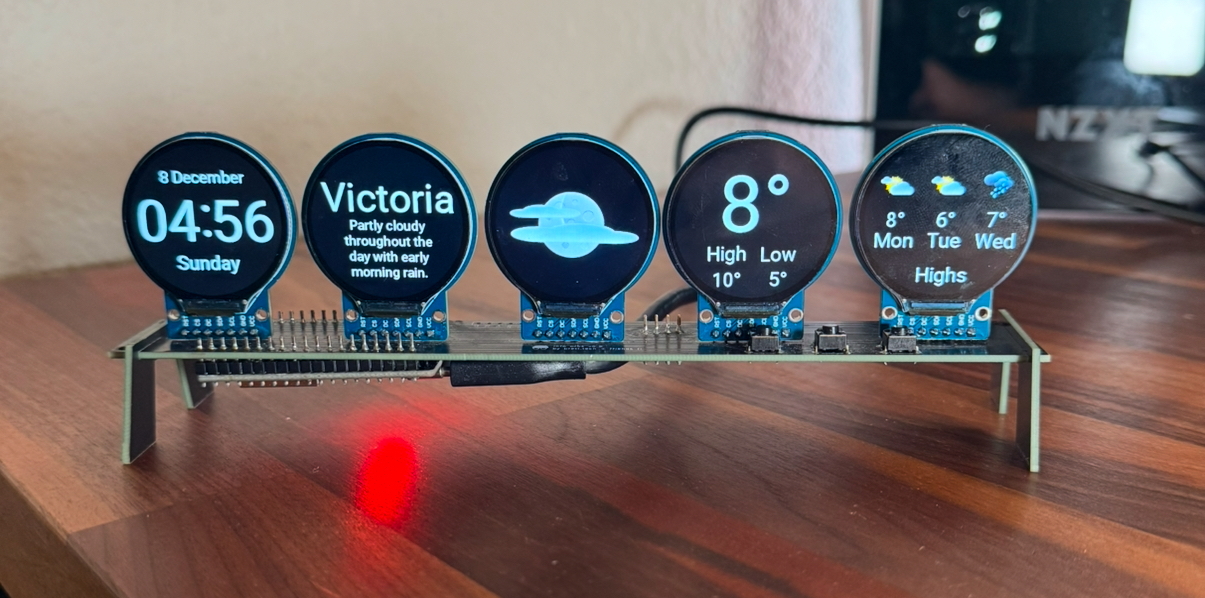 8 December
04:56
Sunday
Victoria
Partly cloudy
throughout the
day with early
morning rain.
8°
High Low
10° 5°
8° 6° 7°
Mon Tue Wed
Highs